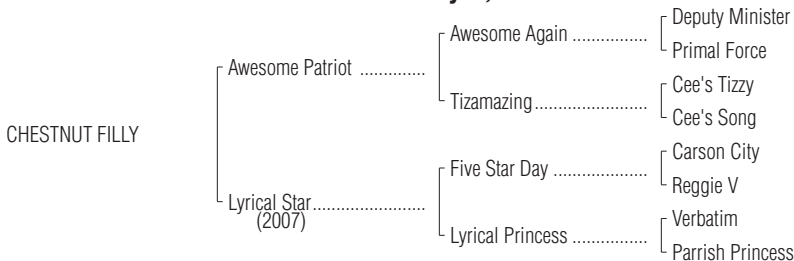 Deputy Minister
Awesome Again ...............
Primal Force
Awesome Patriot ..............
Cee's Tizzy
Tizamazing..........................
Cee's Song
CHESTNUT FILLY
Carson City
Five Star Day .....................
Reggie V
Lyrical Star........................
(2007)
Verbatim
Lyrical Princess .................
Parrish Princess